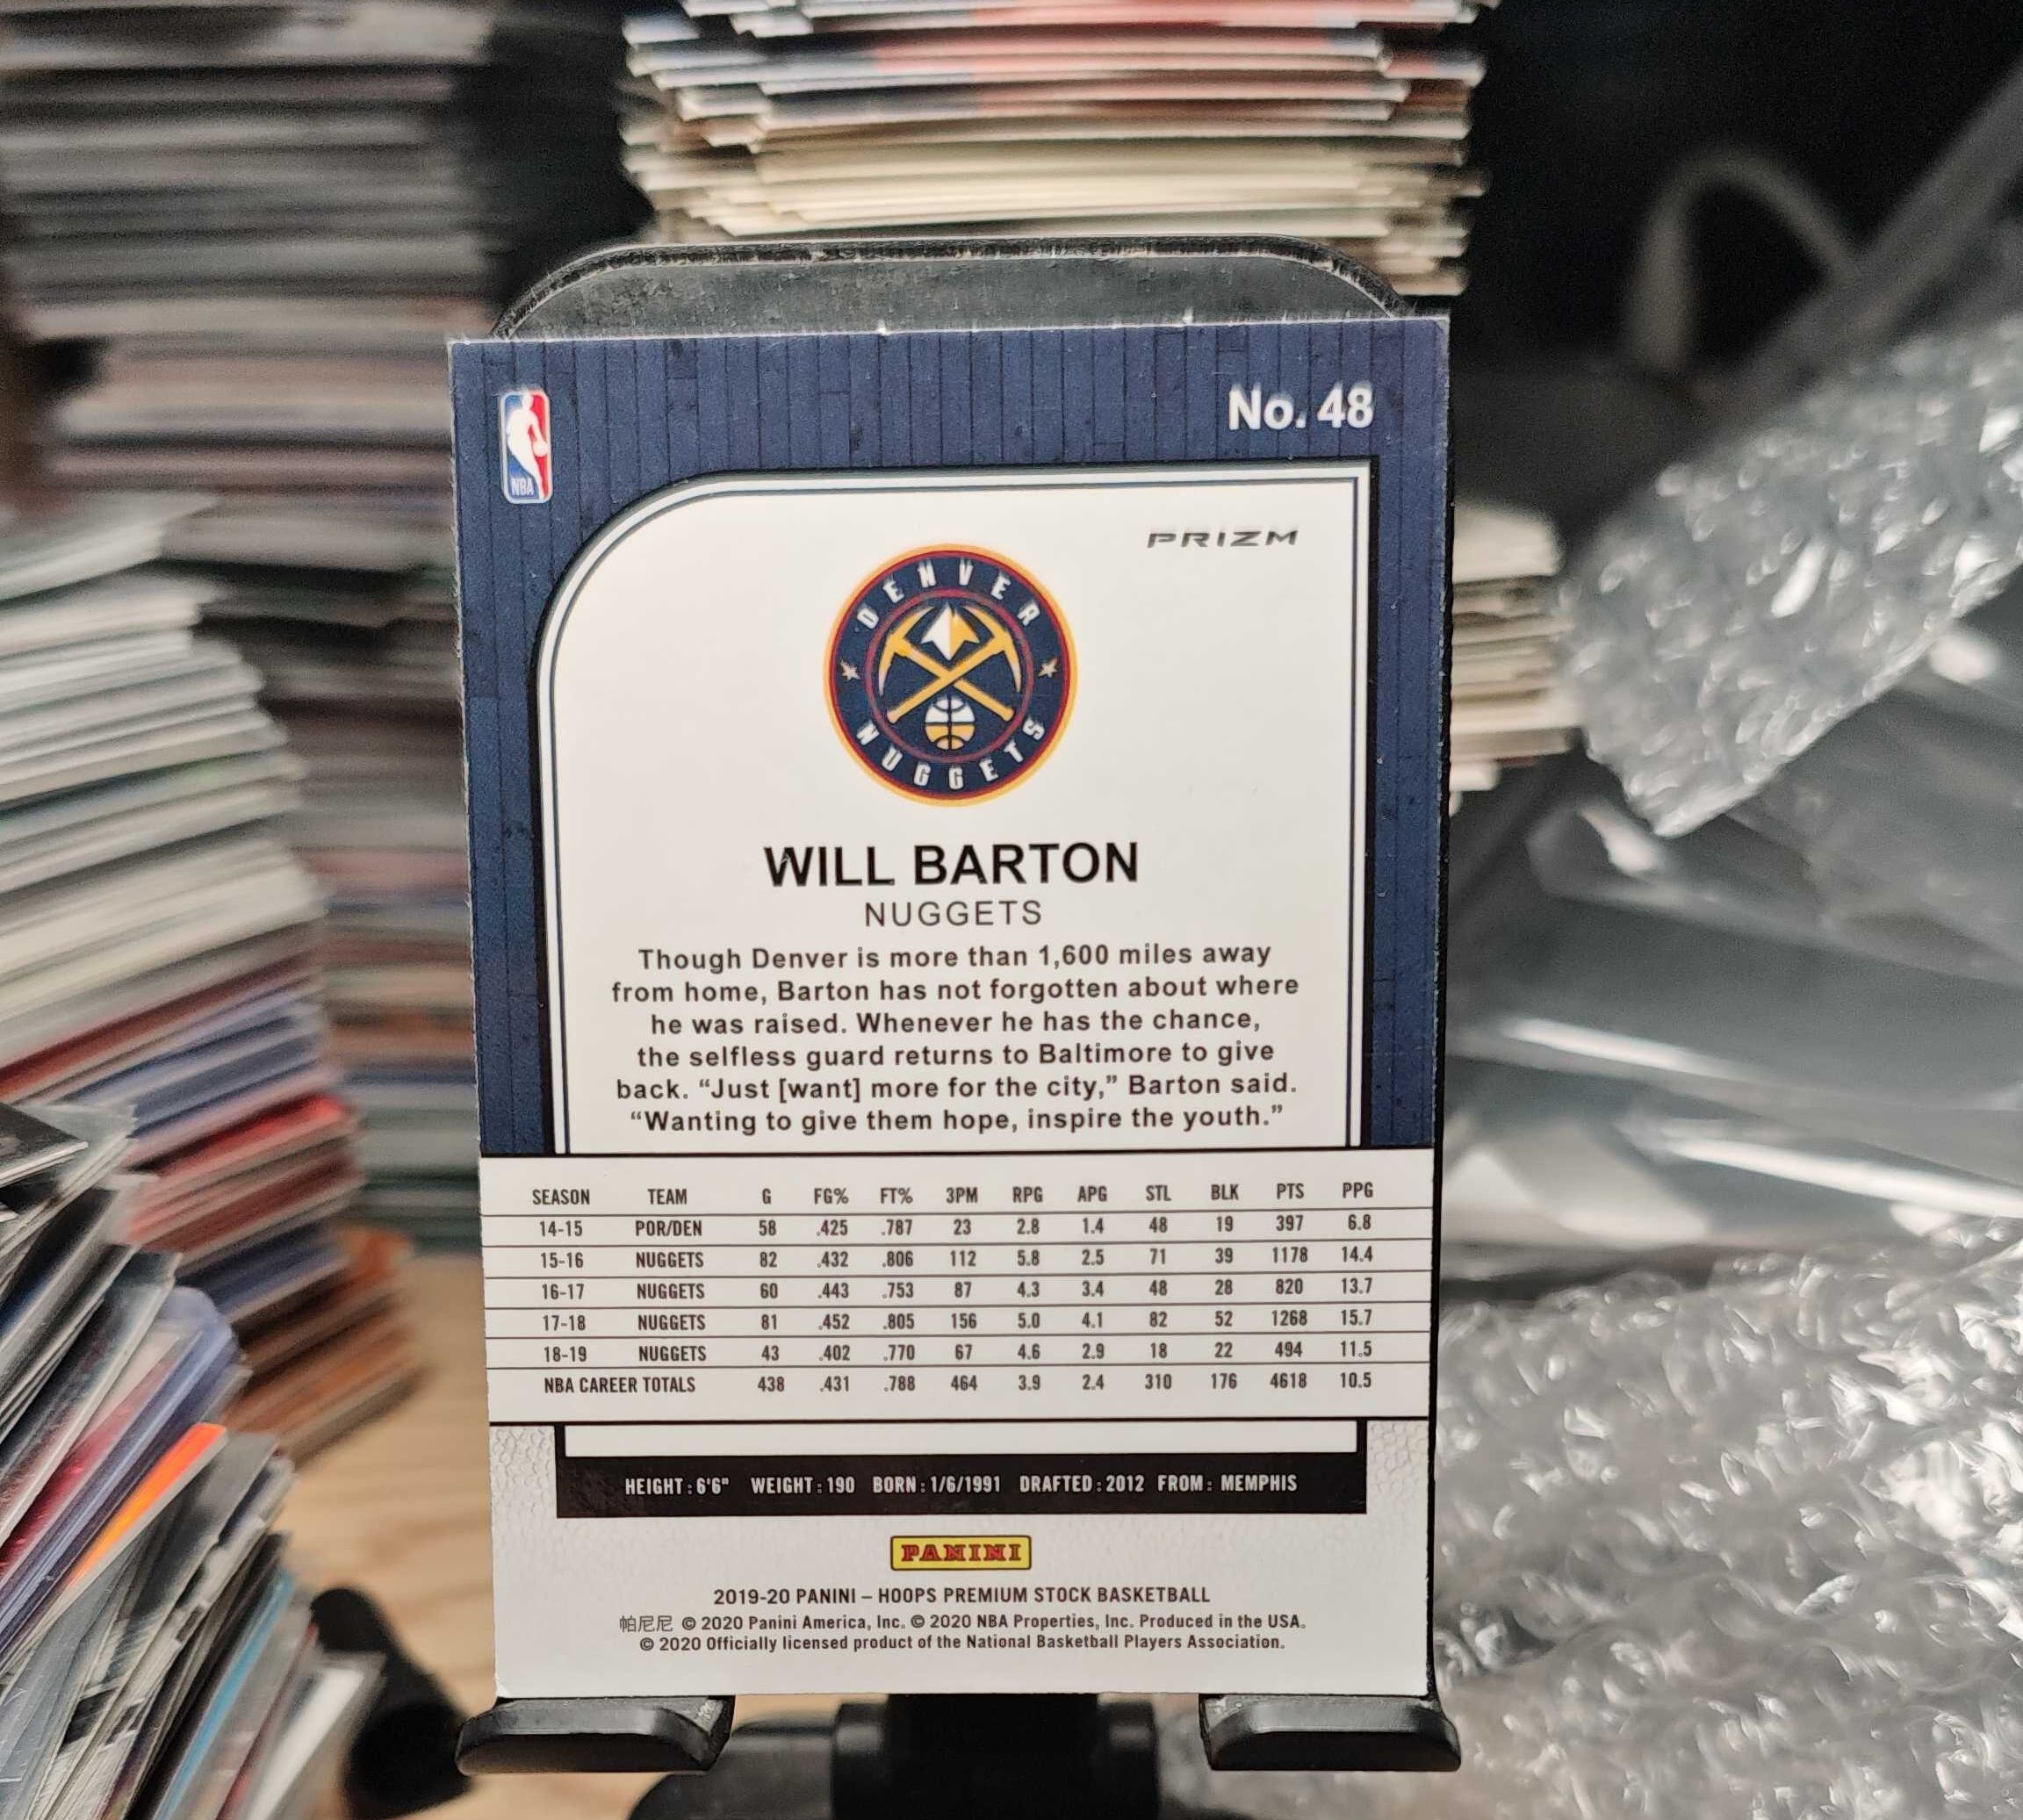 No. 48
NBA
PRIZM
DENVER
NUGGETS
WILL BARTON
NUGGETS
Though Denver is more than 1,600 miles away
from home, Barton has not forgotten about where
he was raised. Whenever he has the chance,
the selfless guard returns to Baltimore to give
back. “Just [want] more for the city,” Barton said.
“Wanting to give them hope, inspire the youth.”
SEASON TEAM G FG% FT% 3PM RPG APG STL BLK PTS PPG
14-15 POR/DEN 58 .425 .787 23 2.8 1.4 48 19 397 6.8
15-16 NUGGETS 82 .432 .806 112 5.8 2.5 71 39 1178 14.4
16-17 NUGGETS 60 .443 .753 87 4.3 3.4 48 28 820 13.7
17-18 NUGGETS 81 .452 .805 156 5.0 4.1 82 52 1268 15.7
18-19 NUGGETS 43 .402 .770 67 4.6 2.9 18 22 494 11.5
NBA CAREER TOTALS 438 .431 .788 464 3.9 2.4 310 176 4618 10.5
HEIGHT: 6'6" WEIGHT: 190 BORN: 1/6/1991 DRAFTED: 2012 FROM: MEMPHIS
PANINI
2019-20 PANINI – HOOPS PREMIUM STOCK BASKETBALL
帕尼尼 © 2020 Panini America, Inc. © 2020 NBA Properties, Inc. Produced in the USA.
© 2020 Officially licensed product of the National Basketball Players Association.